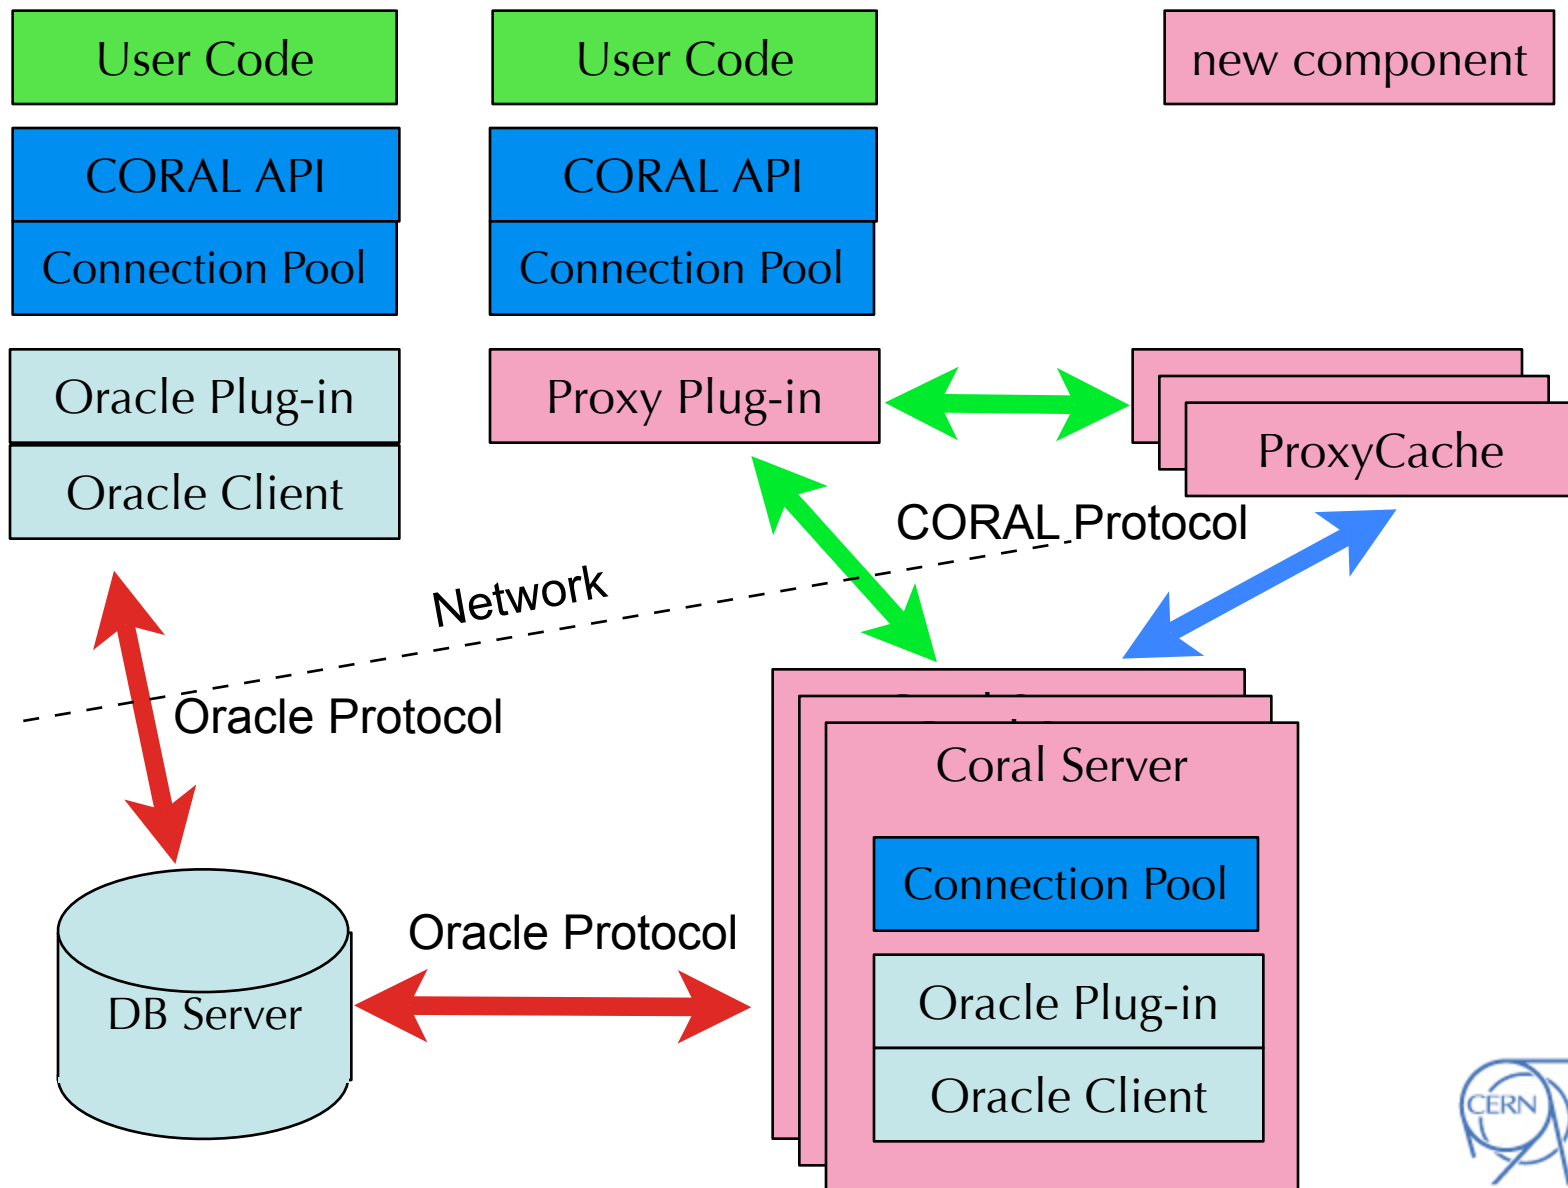 User Code
User Code
new component
CORAL API
CORAL API
Connection Pool
Connection Pool
Oracle Plug-in
Proxy Plug-in
ProxyCache
Oracle Client
CORAL Protocol
Network
Oracle Protocol
Coral Server
Connection Pool
Oracle Protocol
Oracle Plug-in
DB Server
Oracle Client
CERN